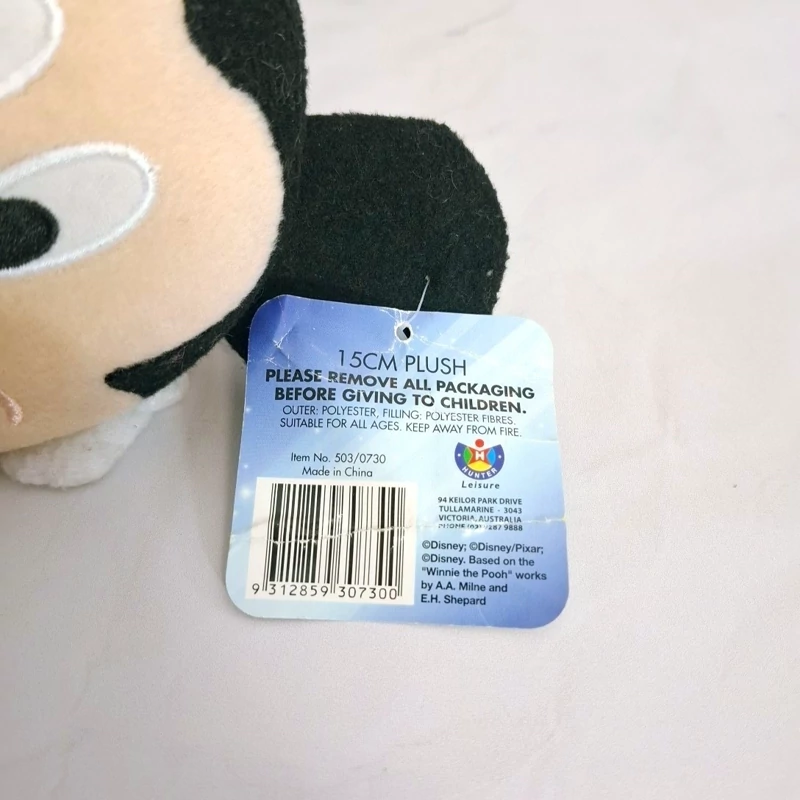 15CM PLUSH
PLEASE REMOVE ALL PACKAGING
BEFORE GIVING TO CHILDREN.
OUTER: POLYESTER, FILLING: POLYESTER FIBRES.
SUITABLE FOR ALL AGES. KEEP AWAY FROM FIRE.
Item No. 503/0730
Made in China
H
HUNTER
Leisure
94 KEILOR PARK DRIVE
TULLAMARINE - 3043
VICTORIA, AUSTRALIA
9888
9 312859 307300
©Disney; ©Disney/Pixar;
©Disney. Based on the
"Winnie the Pooh" works
by A.A. Milne and
E.H. Shepard